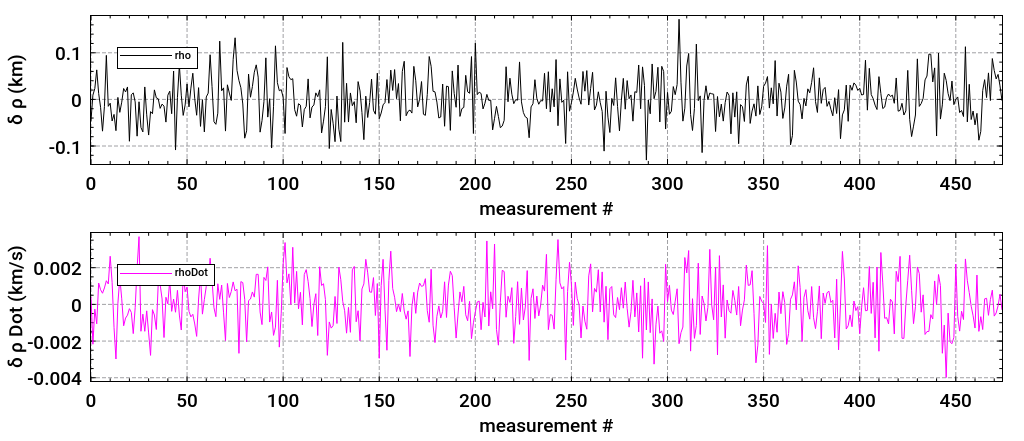 δ ρ (km)
0.1
0
-0.1
rho
0 50 100 150 200 250 300 350 400 450
measurement #
δ ρ Dot (km/s)
0.002
0
-0.002
-0.004
rhoDot
0 50 100 150 200 250 300 350 400 450
measurement #